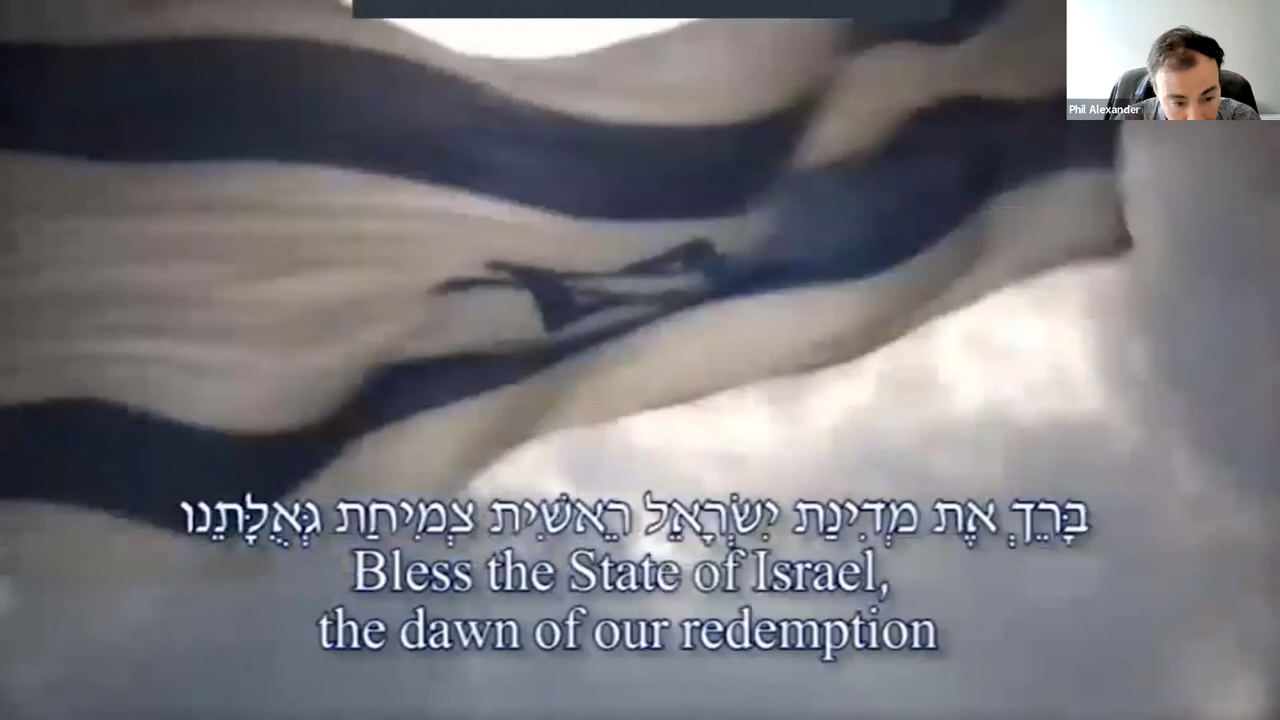 Phil Alexander
בָּרֵךְ אֶת מְדִינַת יִשְׂרָאֵל רֵאשִׁית צְמִיחַת גְּאֻלָּתֵנוּ
Bless the State of Israel,
the dawn of our redemption